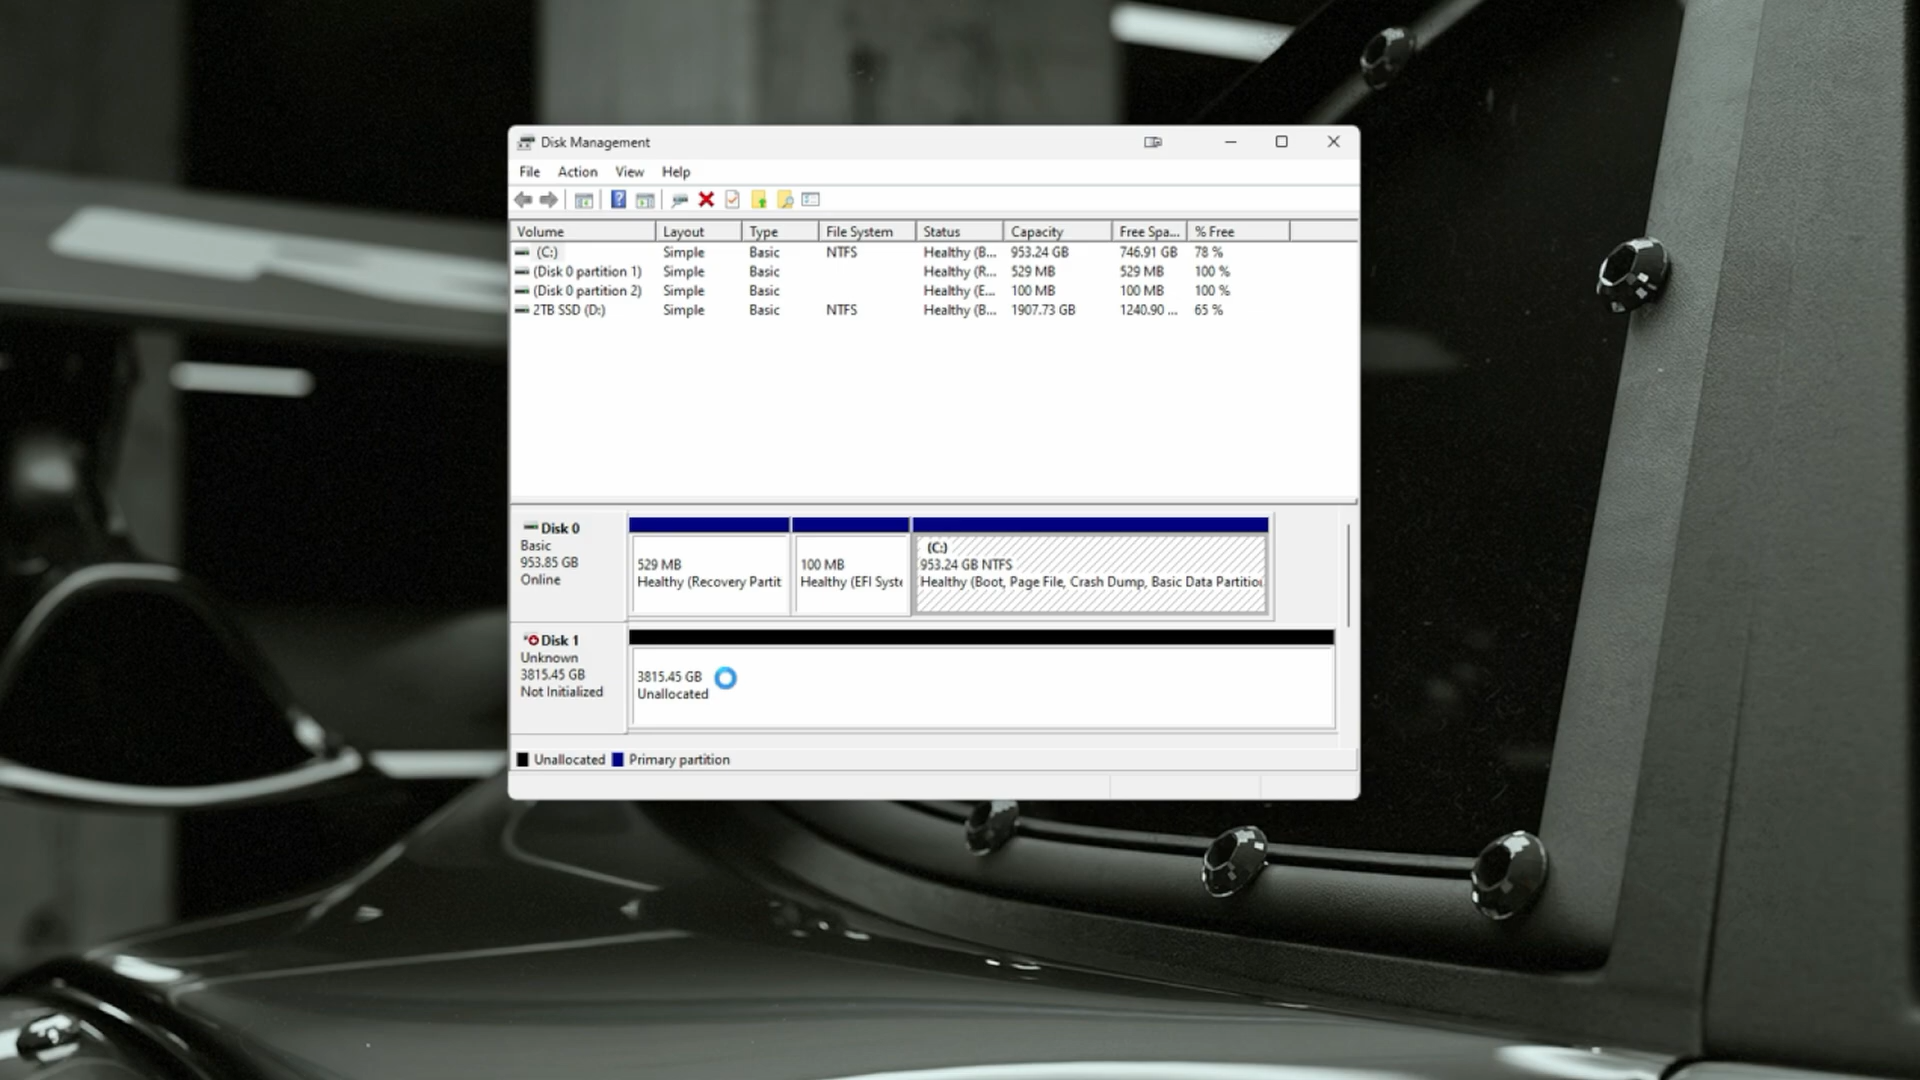 Disk Management
File Action View Help
Volume Layout Type File System Status Capacity Free Spa... % Free
(C:) Simple Basic NTFS Healthy (B... 953.24 GB 746.91 GB 78 %
(Disk 0 partition 1) Simple Basic Healthy (R... 529 MB 529 MB 100 %
(Disk 0 partition 2) Simple Basic Healthy (E... 100 MB 100 MB 100 %
2TB SSD (D:) Simple Basic NTFS Healthy (B... 1907.73 GB 1240.90 ... 65 %
Disk 0
Basic
953.85 GB
Online
529 MB
Healthy (Recovery Partit
100 MB
Healthy (EFI Syste
(C:)
953.24 GB NTFS
Healthy (Boot, Page File, Crash Dump, Basic Data Partition
Disk 1
Unknown
3815.45 GB
Not Initialized
3815.45 GB
Unallocated
Unallocated Primary partition